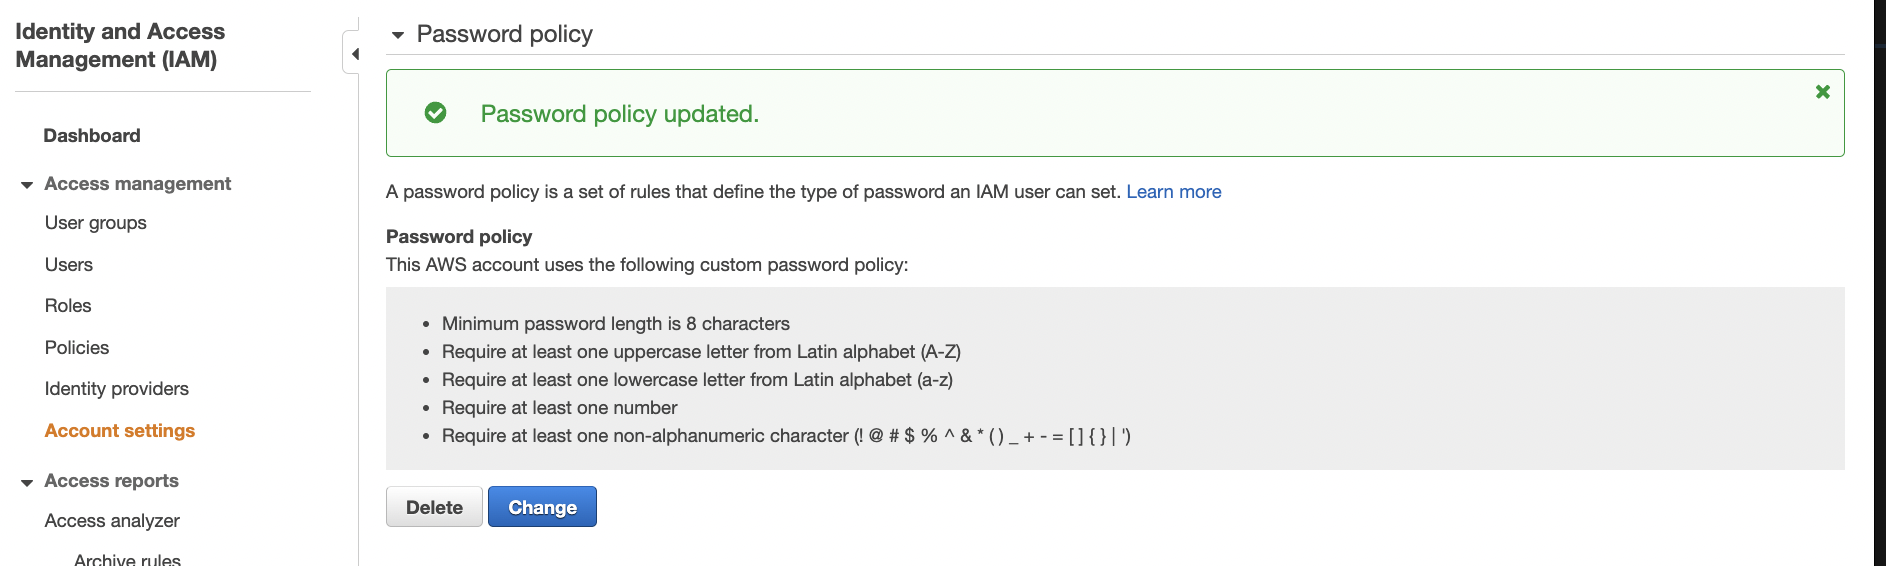 Identity and Access
Management (IAM)
Dashboard
Access management
User groups
Users
Roles
Policies
Identity providers
Account settings
Access reports
Access analyzer
Archive rules
Password policy
Password policy updated.
A password policy is a set of rules that define the type of password an IAM user can set. Learn more
Password policy
This AWS account uses the following custom password policy:
• Minimum password length is 8 characters
• Require at least one uppercase letter from Latin alphabet (A-Z)
• Require at least one lowercase letter from Latin alphabet (a-z)
• Require at least one number
• Require at least one non-alphanumeric character (! @ # $ % ^ & * ( ) _ + - = [ ] { } | ')
Delete Change